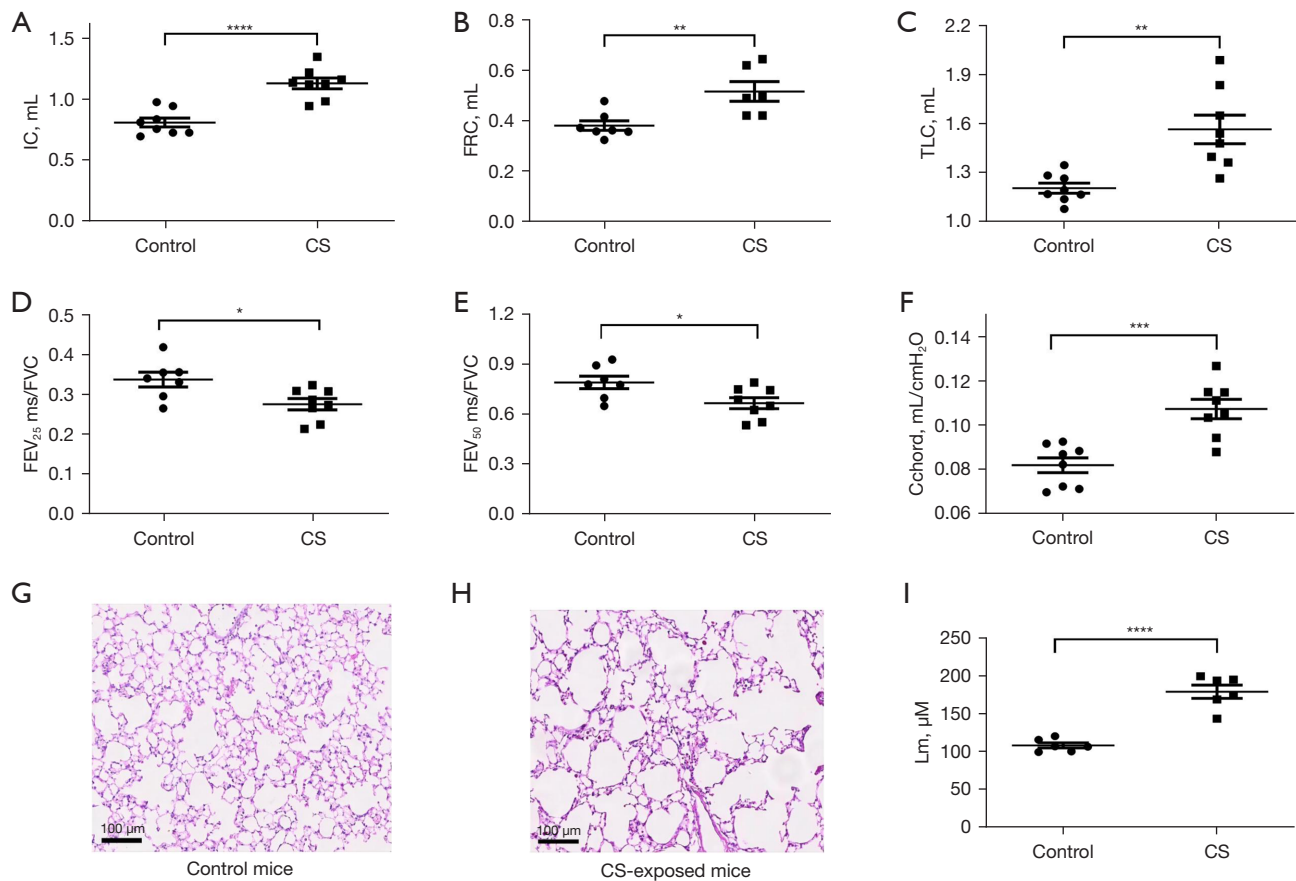 A
IC, mL
1.5
1.0
0.5
0.0
****
Control
CS
B
FRC, mL
0.8
0.6
0.4
0.2
0.0
**
Control
CS
C
TLC, mL
2.2
1.9
1.6
1.3
1.0
**
Control
CS
D
FEV25 ms/FVC
0.5
0.4
0.3
0.2
0.1
0.0
*
Control
CS
E
FEV50 ms/FVC
1.2
0.9
0.6
0.3
0.0
*
Control
CS
F
Cchord, mL/cmH2O
0.14
0.12
0.10
0.08
0.06
***
Control
CS
G
100 µm
Control mice
H
100 µm
CS-exposed mice
I
Lm, µM
250
200
150
100
50
0
****
Control
CS